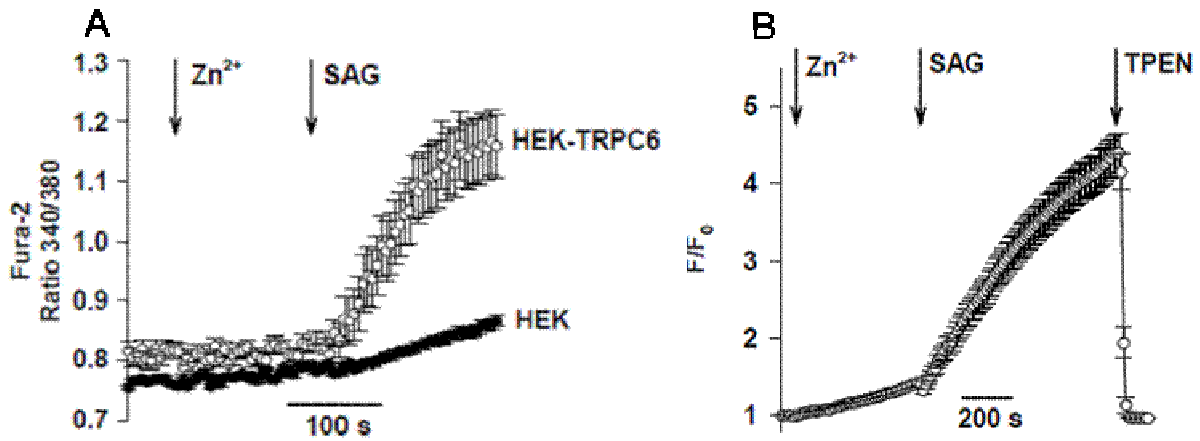 A
Zn²⁺ SAG
1.3
1.2
1.1
1.0
0.9
0.8
0.7
Fura-2
Ratio 340/380
HEK-TRPC6
HEK
100 s
B
Zn²⁺ SAG TPEN
5
4
3
2
1
F/F₀
200 s